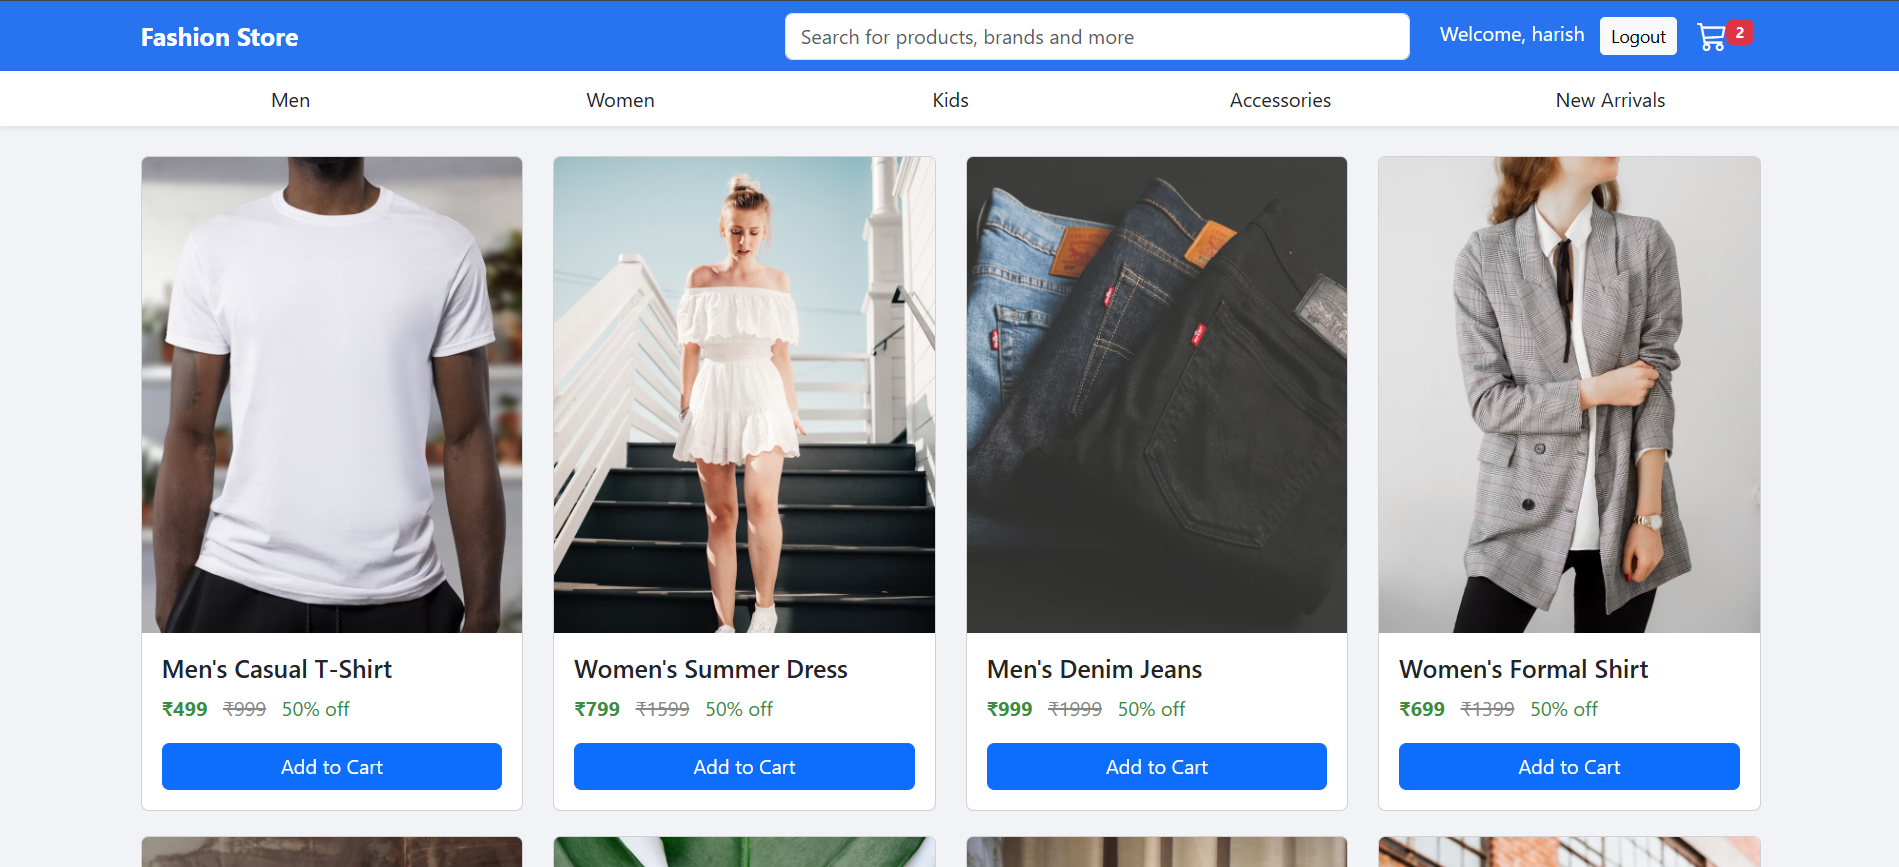 Fashion Store
Search for products, brands and more
Welcome, harish
Logout
2
Men
Women
Kids
Accessories
New Arrivals
Men's Casual T-Shirt
₹499 ₹999 50% off
Add to Cart
Women's Summer Dress
₹799 ₹1599 50% off
Add to Cart
Men's Denim Jeans
₹999 ₹1999 50% off
Add to Cart
Women's Formal Shirt
₹699 ₹1399 50% off
Add to Cart